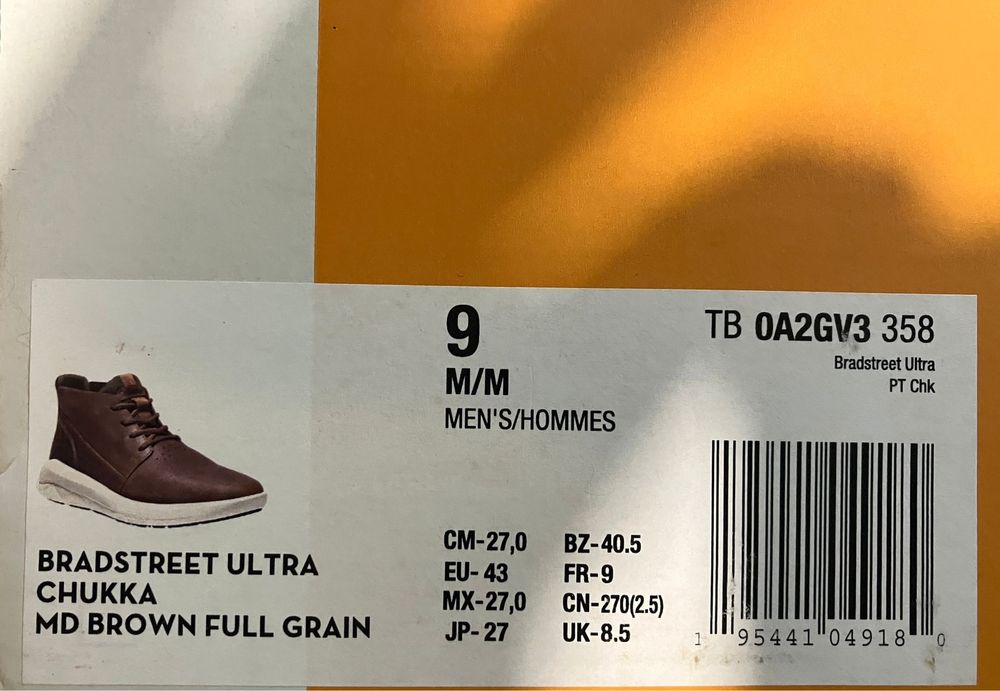 9
M/M
MEN'S/HOMMES
TB 0A2GV3 358
Bradstreet Ultra
PT Chk
BRADSTREET ULTRA
CHUKKA
MD BROWN FULL GRAIN
CM-27,0 BZ-40.5
EU-43 FR-9
MX-27,0 CN-270(2.5)
JP-27 UK-8.5
1 95441 04918 0